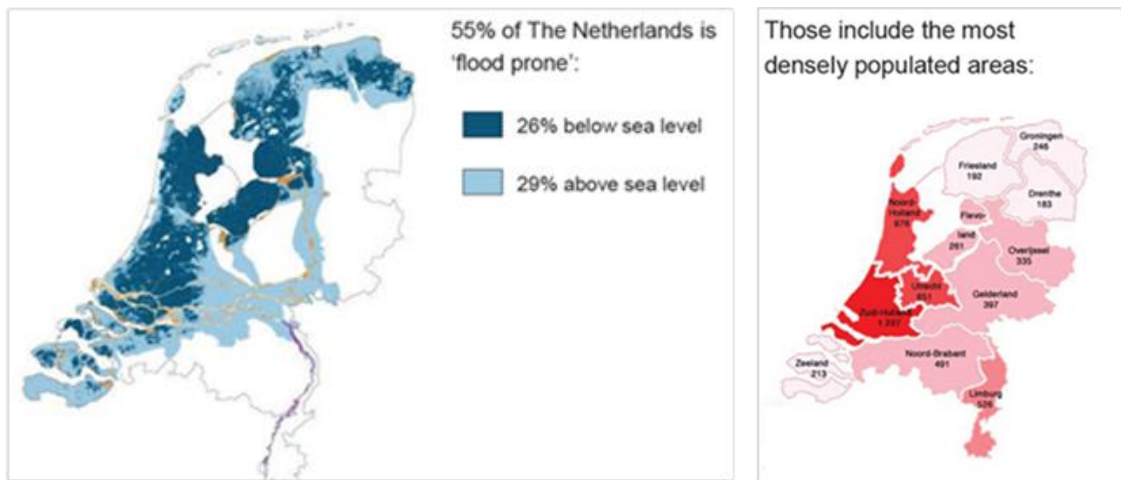 55% of The Netherlands is
'flood prone':
26% below sea level
29% above sea level
Those include the most
densely populated areas:
Groningen
246
Friesland
192
Drenthe
183
Noord-
Holland
Flevo-
land
261
Overijssel
335
Utrecht
Gelderland
397
Zuid-Holland
Zeeland
213
Noord-Brabant
491
Limburg